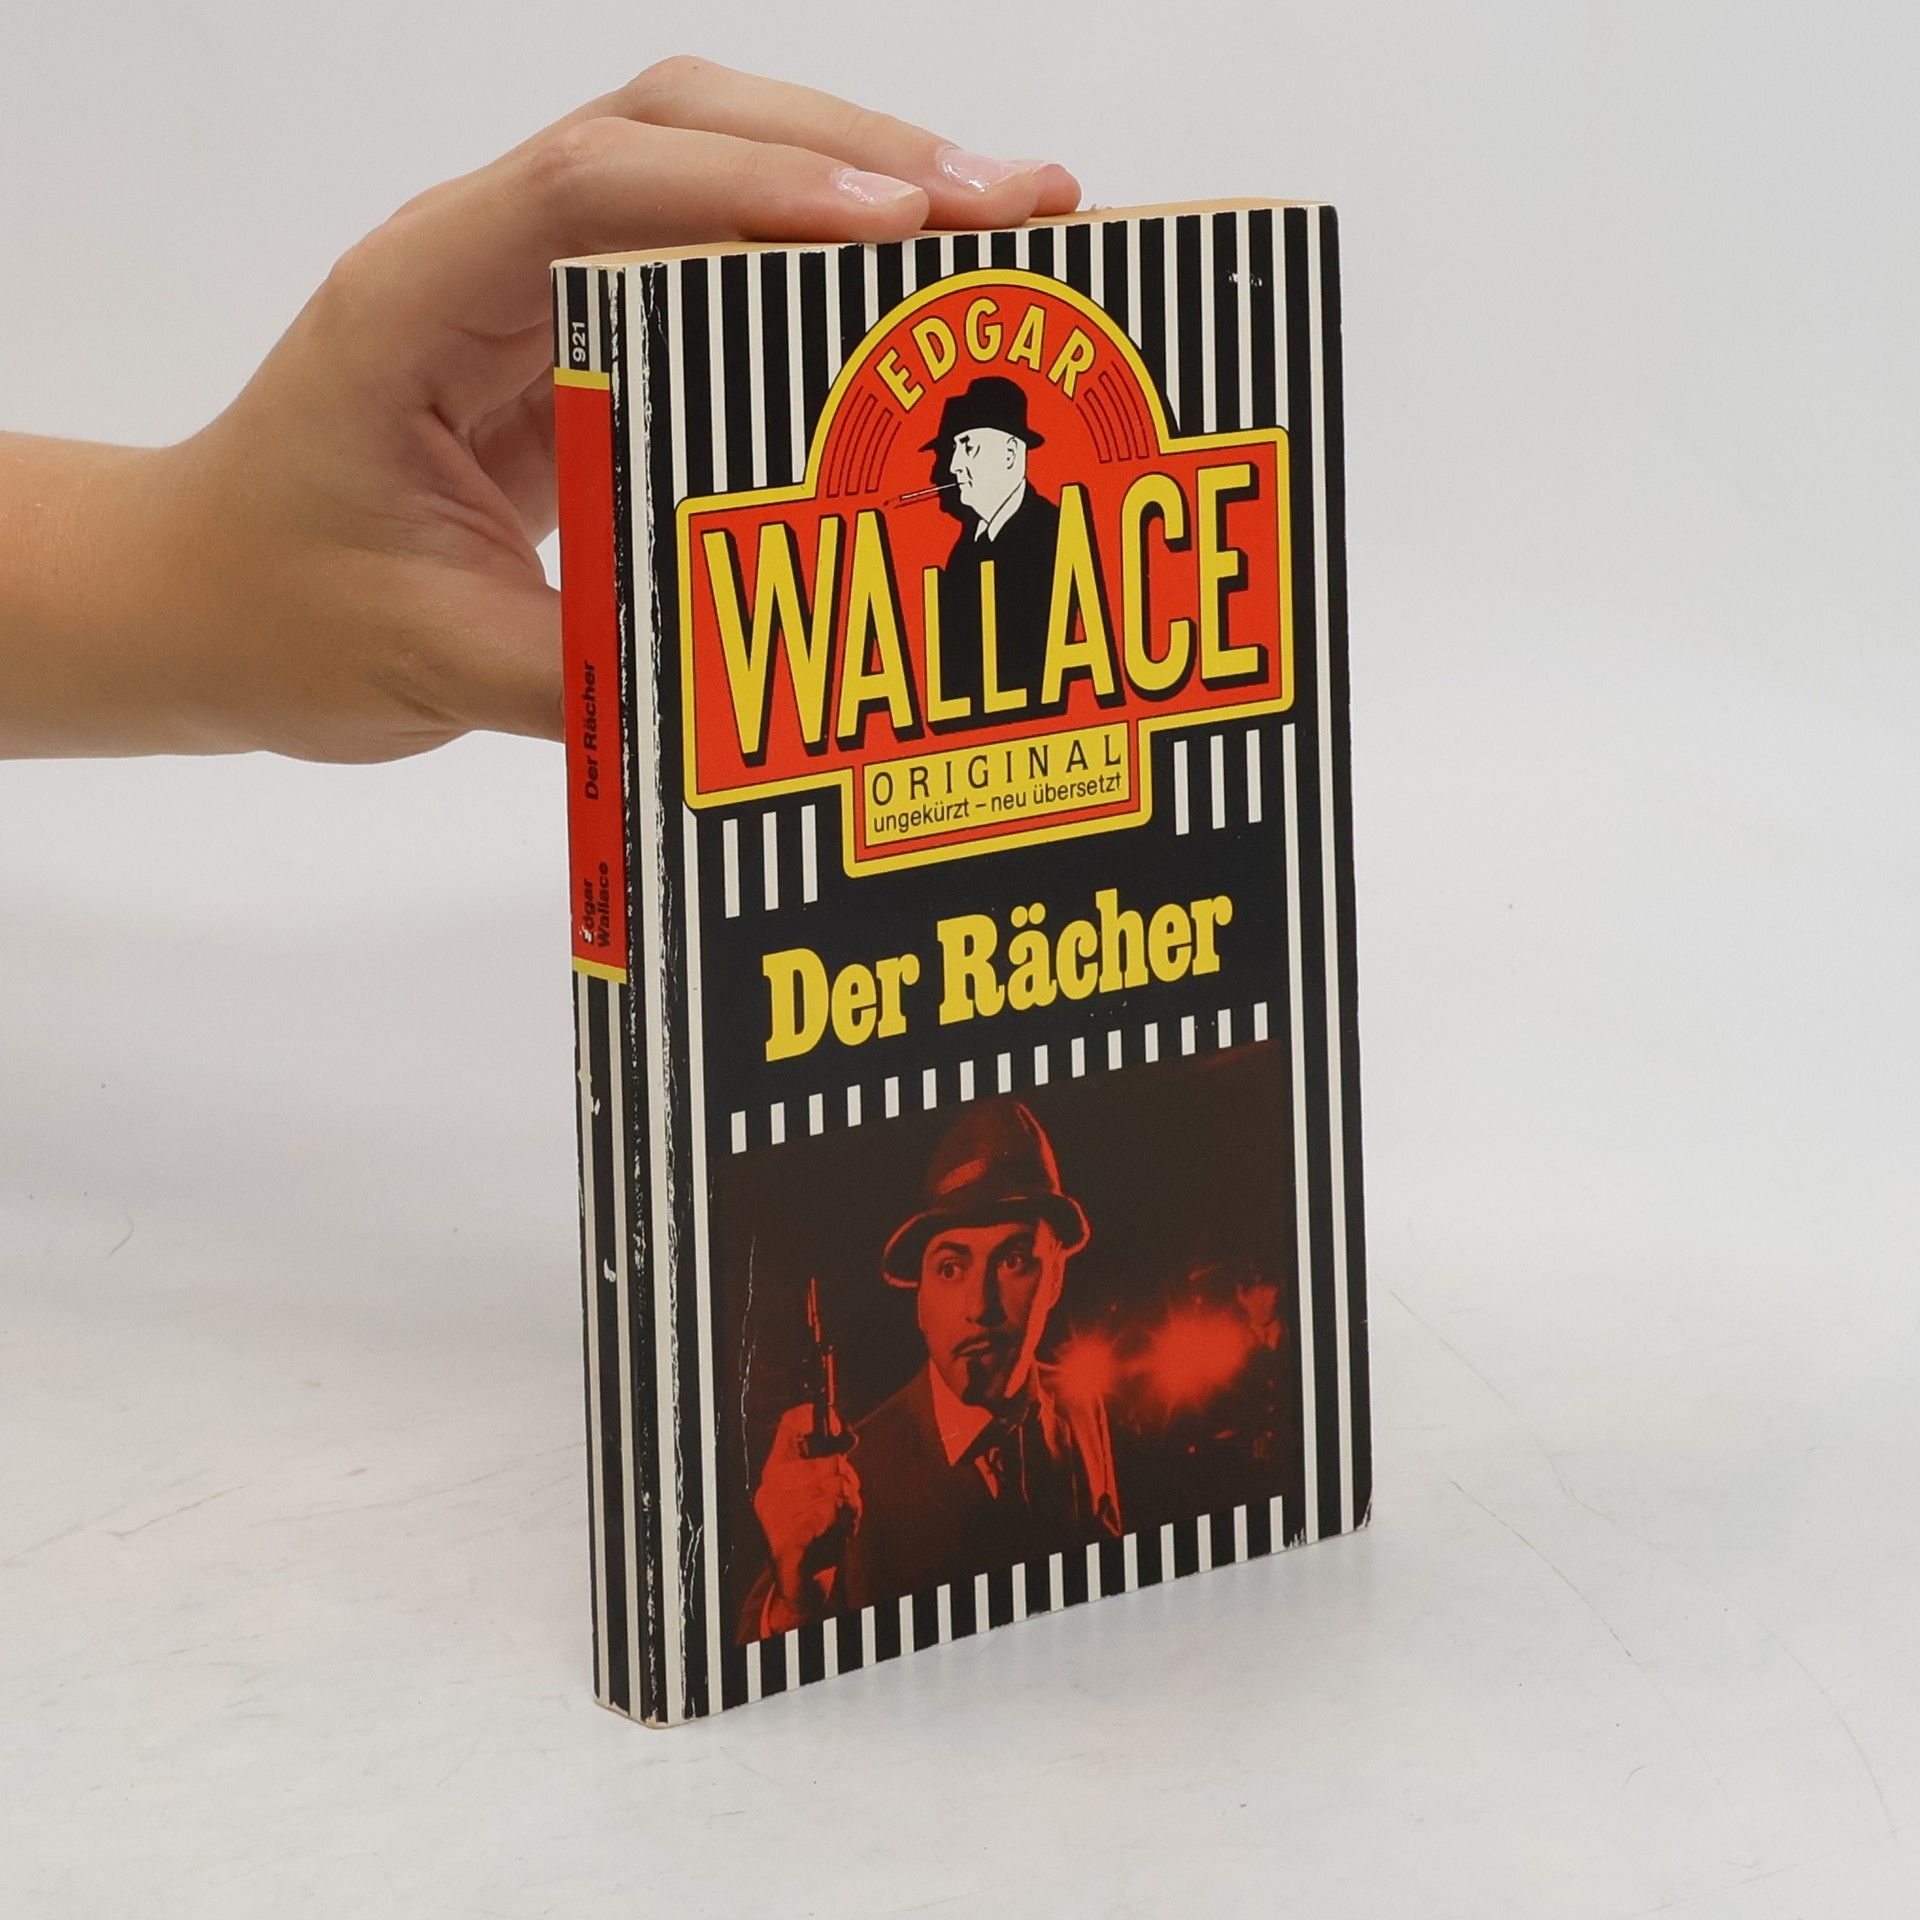 EDGAR
WALLACE
ORIGINAL
ungekürzt – neu übersetzt
Der Rächer
921
Der Rächer
Edgar
Wallace